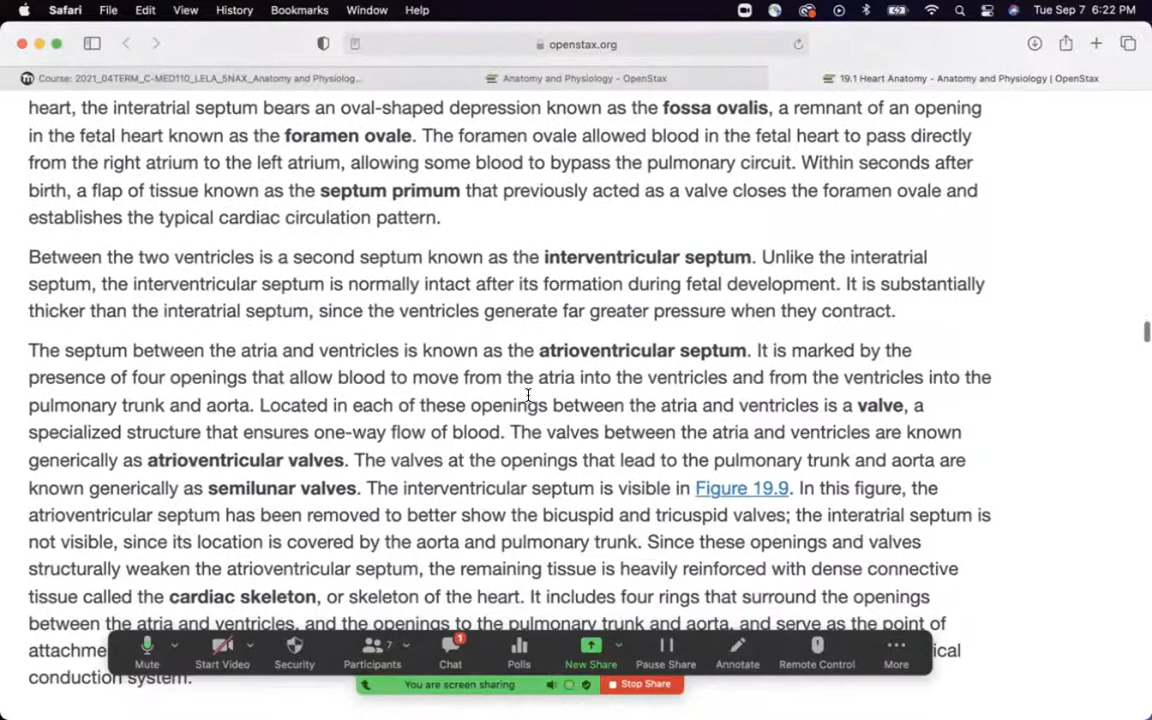 Safari File Edit View History Bookmarks Window Help Tue Sep 7 6:22 PM
openstax.org
Course: 2021_04TERM_C-MED110_LELA_5NAX_Anatomy and Physiolog... Anatomy and Physiology - OpenStax 19.1 Heart Anatomy - Anatomy and Physiology | OpenStax
heart, the interatrial septum bears an oval-shaped depression known as the fossa ovalis, a remnant of an opening
in the fetal heart known as the foramen ovale. The foramen ovale allowed blood in the fetal heart to pass directly
from the right atrium to the left atrium, allowing some blood to bypass the pulmonary circuit. Within seconds after
birth, a flap of tissue known as the septum primum that previously acted as a valve closes the foramen ovale and
establishes the typical cardiac circulation pattern.
Between the two ventricles is a second septum known as the interventricular septum. Unlike the interatrial
septum, the interventricular septum is normally intact after its formation during fetal development. It is substantially
thicker than the interatrial septum, since the ventricles generate far greater pressure when they contract.
The septum between the atria and ventricles is known as the atrioventricular septum. It is marked by the
presence of four openings that allow blood to move from the atria into the ventricles and from the ventricles into the
pulmonary trunk and aorta. Located in each of these openings between the atria and ventricles is a valve, a
specialized structure that ensures one-way flow of blood. The valves between the atria and ventricles are known
generically as atrioventricular valves. The valves at the openings that lead to the pulmonary trunk and aorta are
known generically as semilunar valves. The interventricular septum is visible in Figure 19.9. In this figure, the
atrioventricular septum has been removed to better show the bicuspid and tricuspid valves; the interatrial septum is
not visible, since its location is covered by the aorta and pulmonary trunk. Since these openings and valves
structurally weaken the atrioventricular septum, the remaining tissue is heavily reinforced with dense connective
tissue called the cardiac skeleton, or skeleton of the heart. It includes four rings that surround the openings
between the atria and ventricles, and the openings to the pulmonary trunk and aorta, and serve as the point of
attachme ical
conduction system.
7 1
Mute Start Video Security Participants Chat Polls New Share Pause Share Annotate Remote Control More
You are screen sharing Stop Share